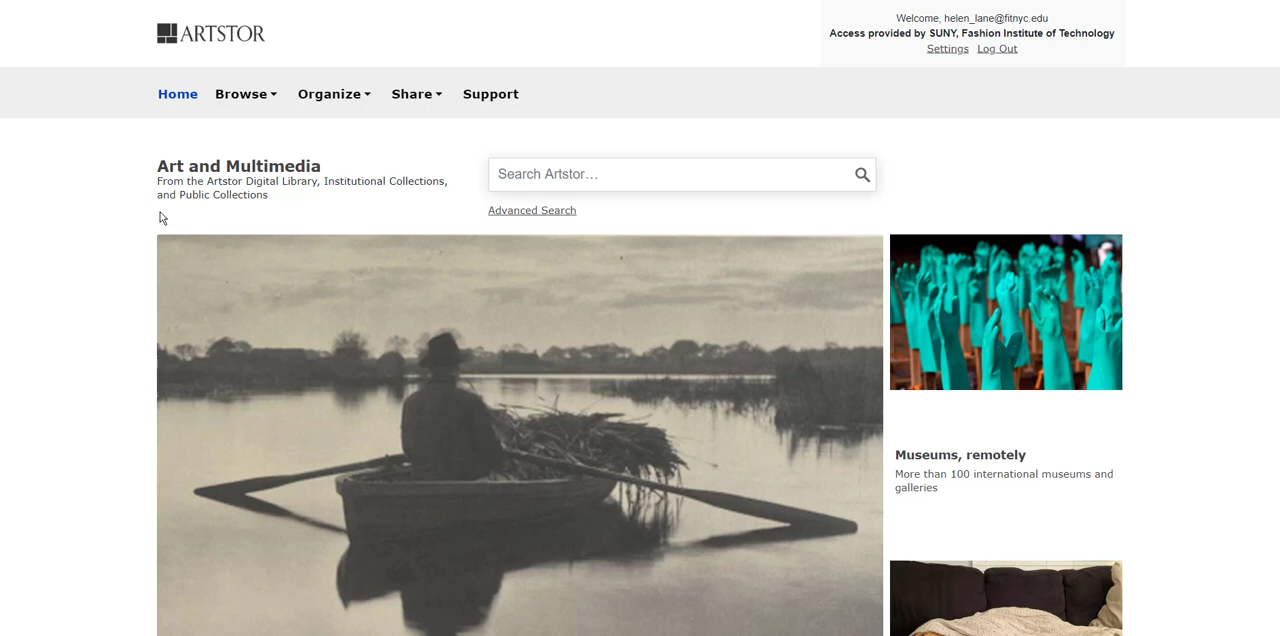 ARTSTOR
Welcome, helen_lane@fitnyc.edu
Access provided by SUNY, Fashion Institute of Technology
Settings Log Out
Home Browse Organize Share Support
Art and Multimedia
From the Artstor Digital Library, Institutional Collections,
and Public Collections
Search Artstor…
Advanced Search
Museums, remotely
More than 100 international museums and
galleries